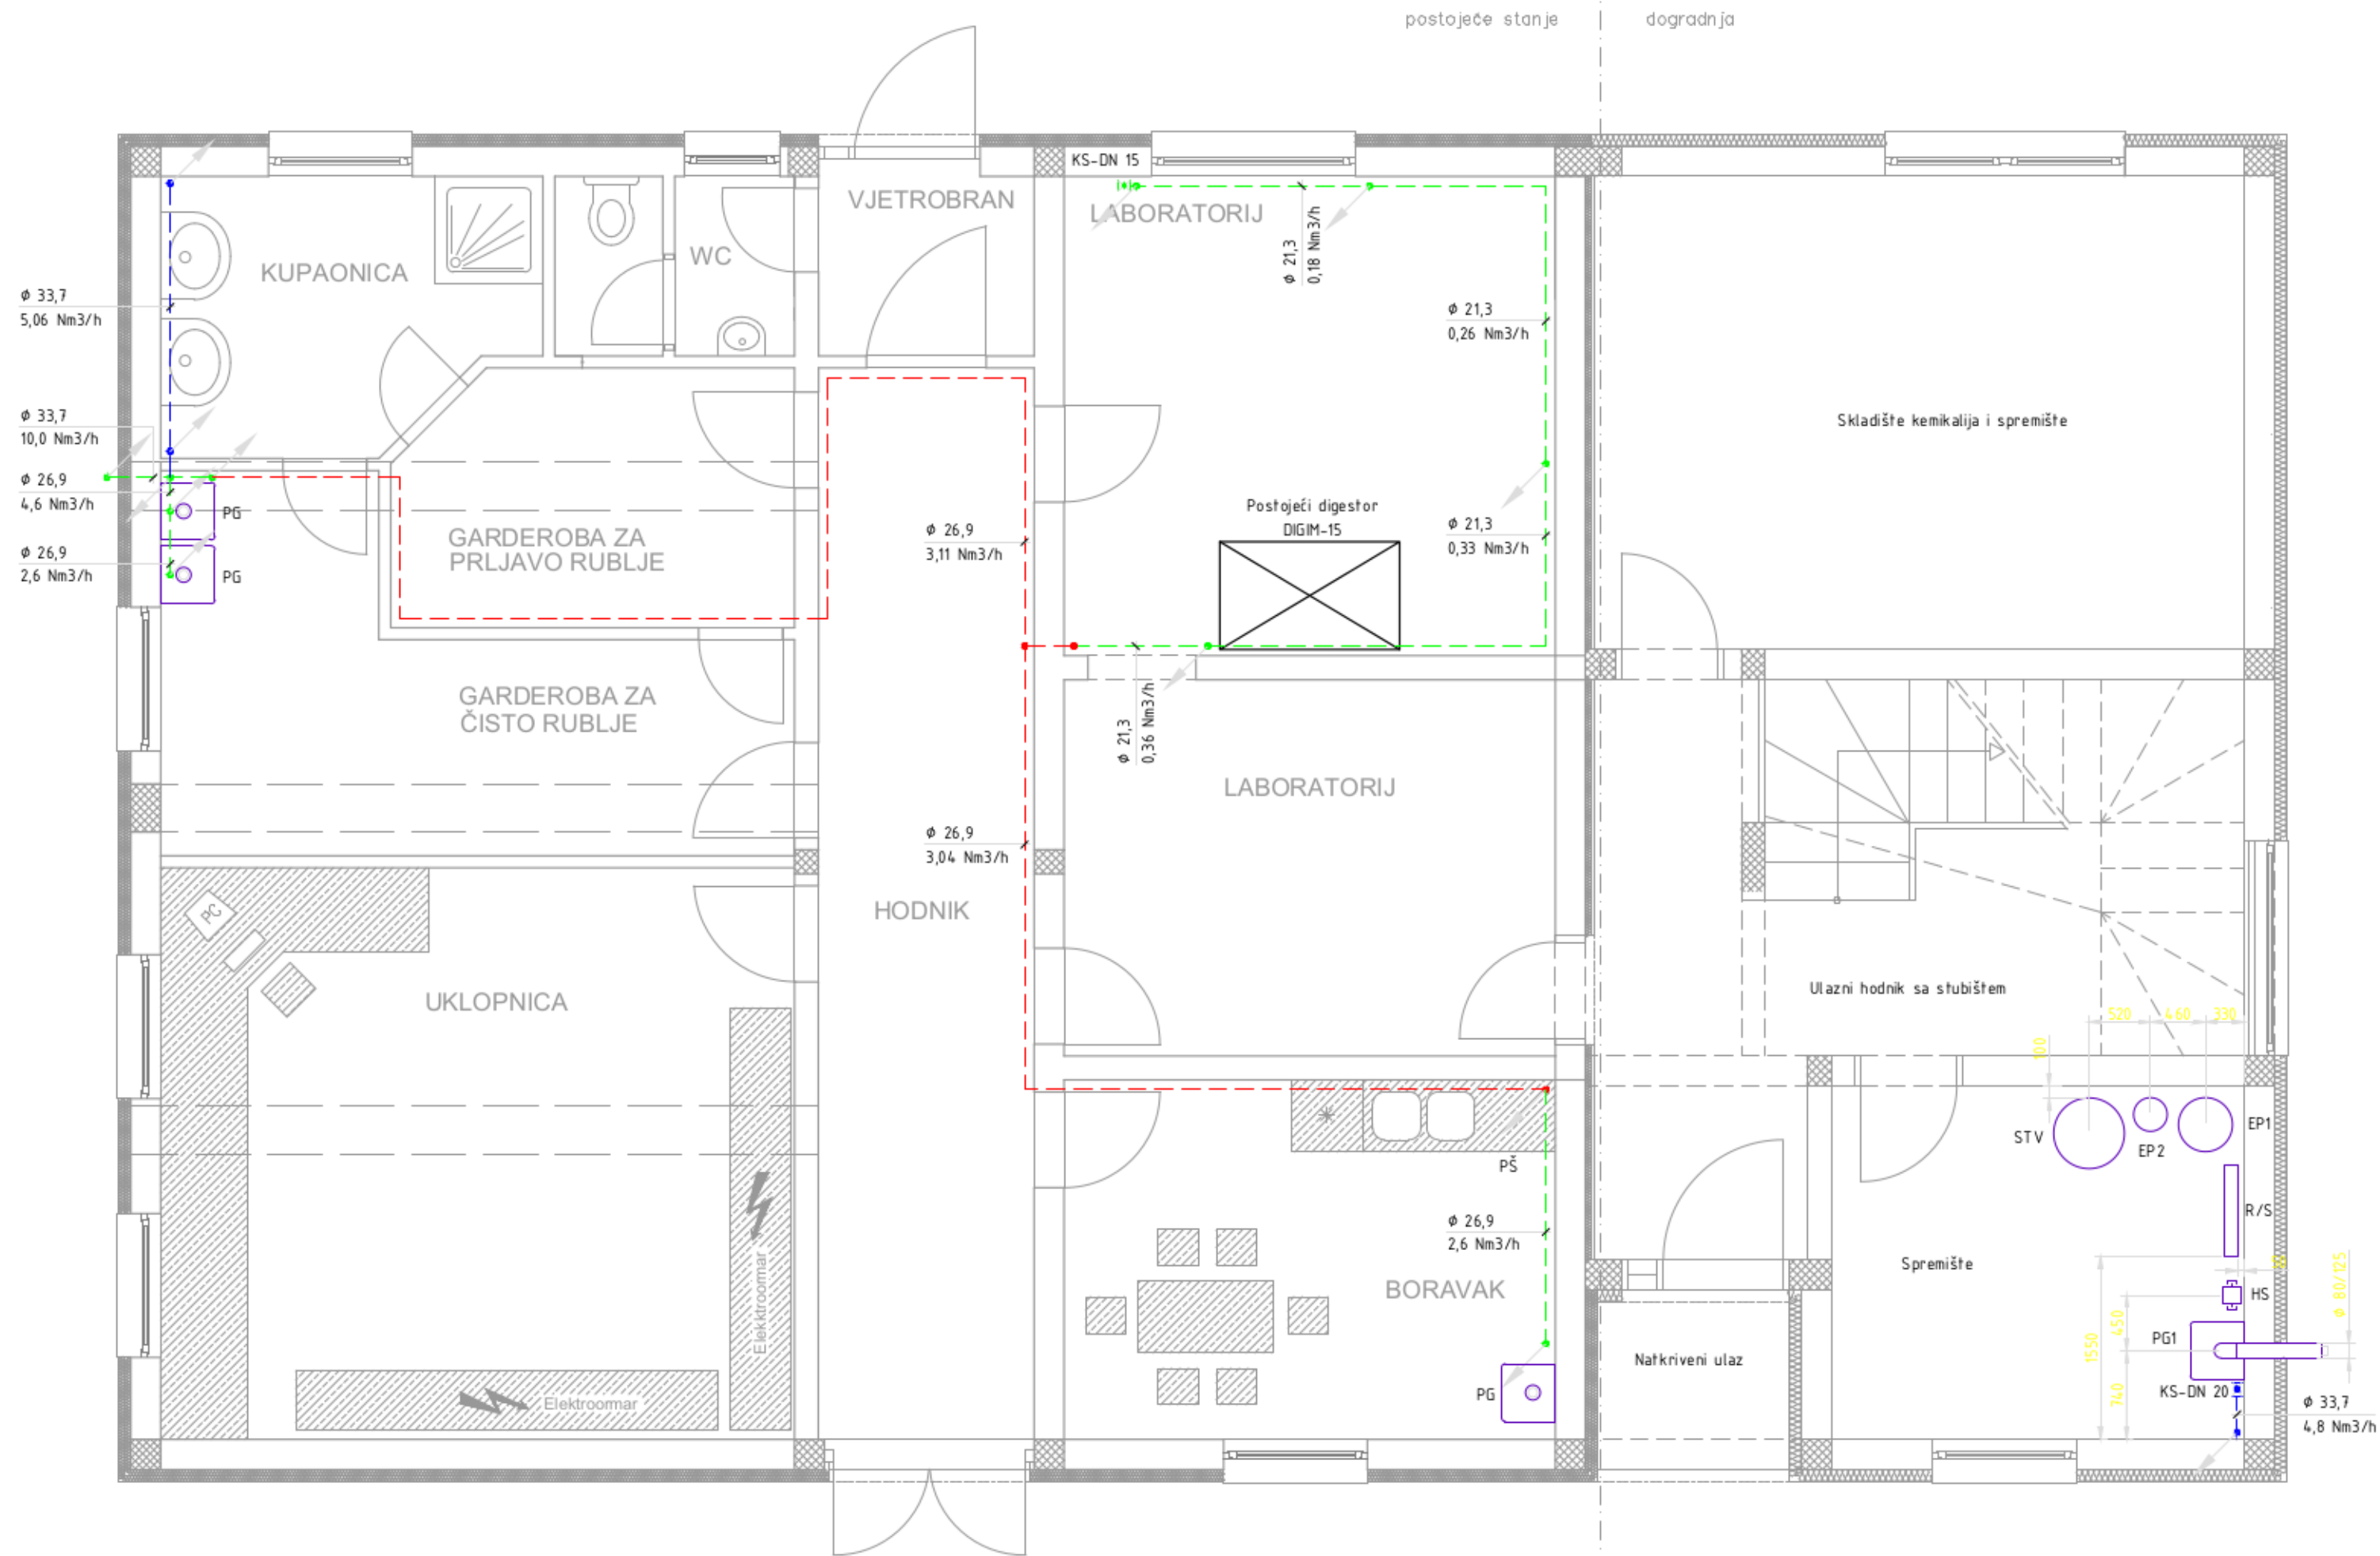 postojeće stanje
dogradnja
KS-DN 15
VJETROBRAN
LABORATORIJ
WC
KUPAONICA
ϕ 21,3
0,18 Nm3/h
ϕ 33,7
5,06 Nm3/h
ϕ 21,3
0,26 Nm3/h
ϕ 33,7
10,0 Nm3/h
Skladište kemikalija i spremište
ϕ 26,9
4,6 Nm3/h
PG
Postojeći digestor
DIGIM-15
GARDEROBA ZA
PRLJAVO RUBLJE
ϕ 26,9
3,11 Nm3/h
ϕ 21,3
0,33 Nm3/h
ϕ 26,9
2,6 Nm3/h
PG
GARDEROBA ZA
ČISTO RUBLJE
ϕ 21,3
0,36 Nm3/h
LABORATORIJ
ϕ 26,9
3,04 Nm3/h
PC
HODNIK
UKLOPNICA
Ulazni hodnik sa stubištem
520
460
330
100
STV
EP2
EP1
PŠ
R/S
ϕ 26,9
2,6 Nm3/h
Spremište
BORAVAK
HS
ϕ 80/125
Elekktroormar
450
1550
PG1
Natkriveni ulaz
PG
KS-DN 20
740
Elektroormar
ϕ 33,7
4,8 Nm3/h